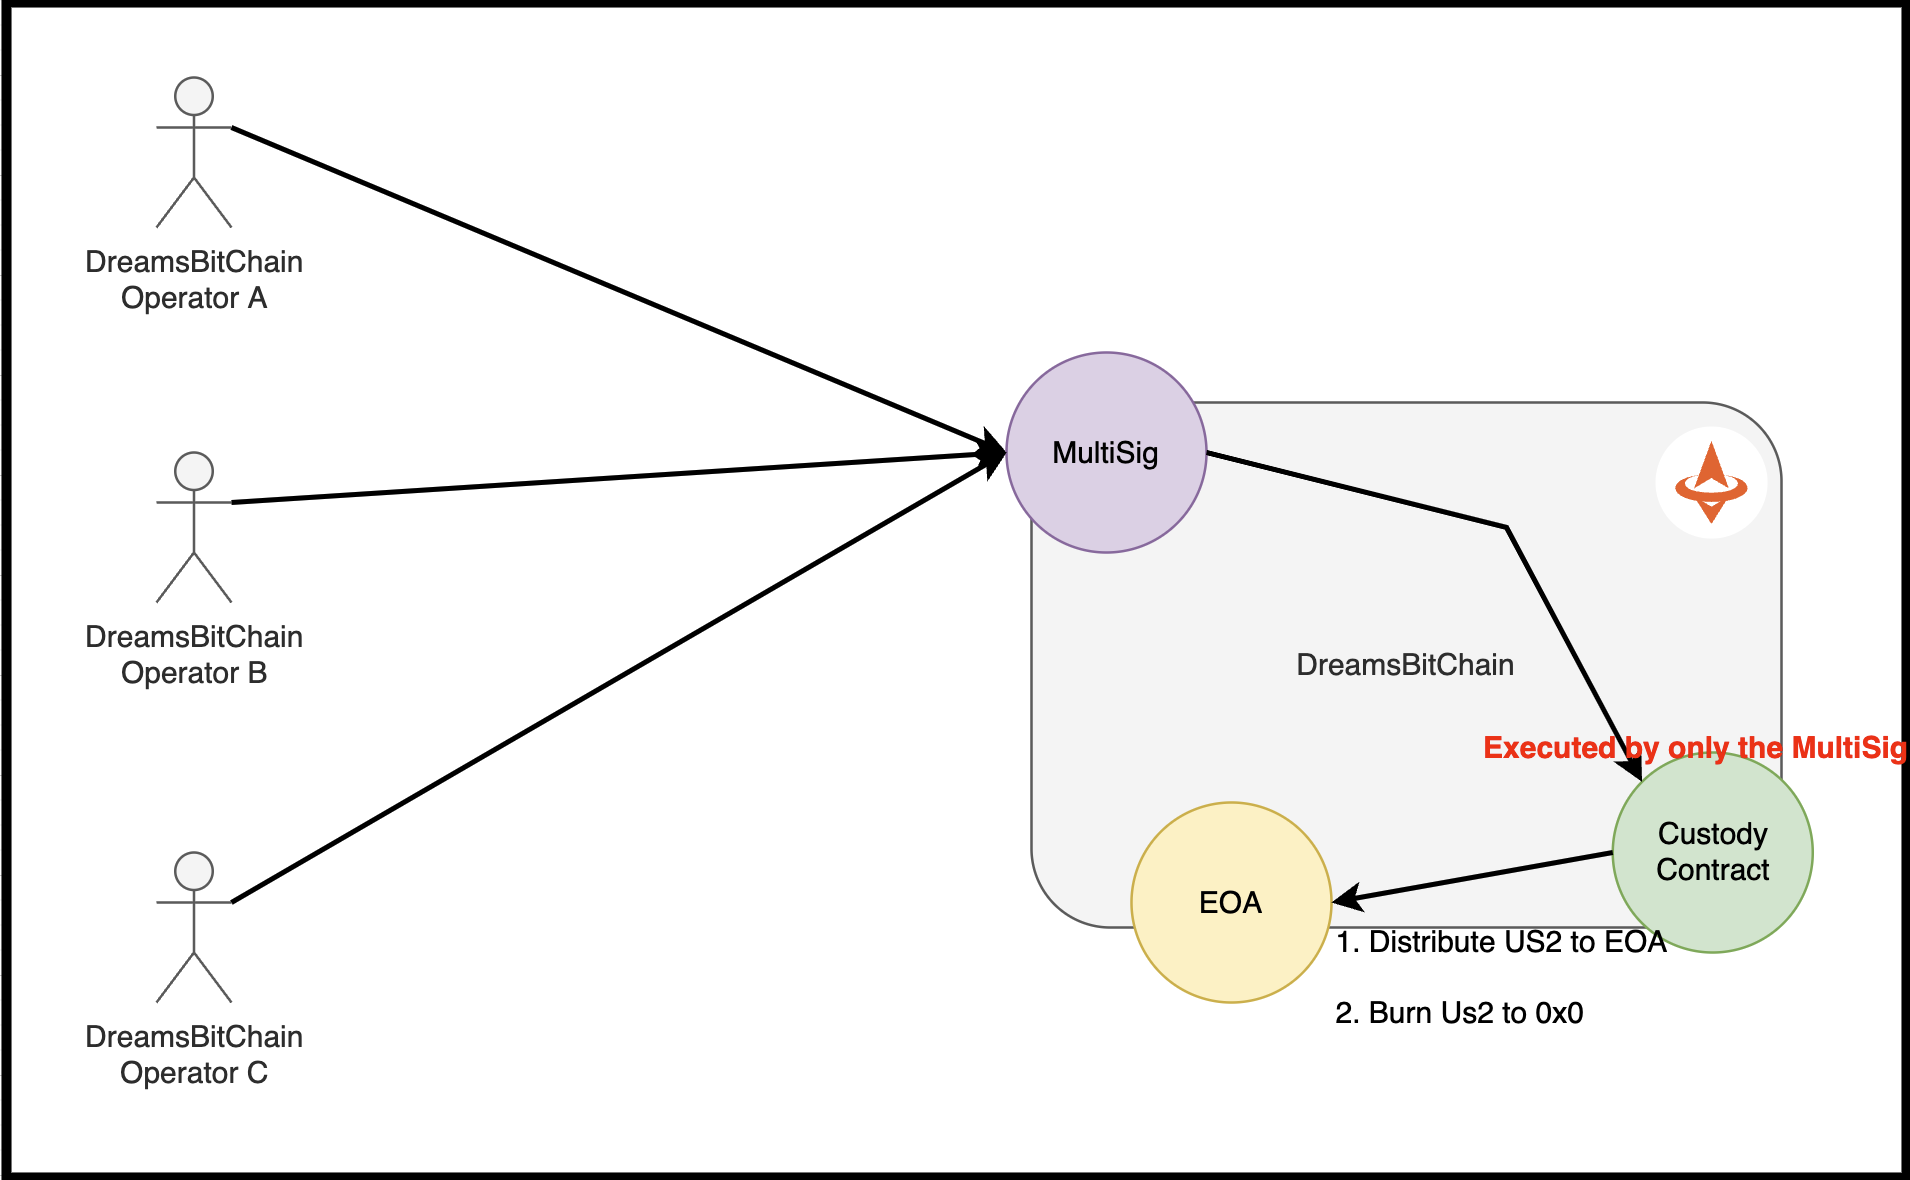 DreamsBitChain
Operator A
MultiSig
DreamsBitChain
Operator B
DreamsBitChain
Executed by only the MultiSig
Custody
Contract
EOA
1. Distribute US2 to EOA
2. Burn Us2 to 0x0
DreamsBitChain
Operator C